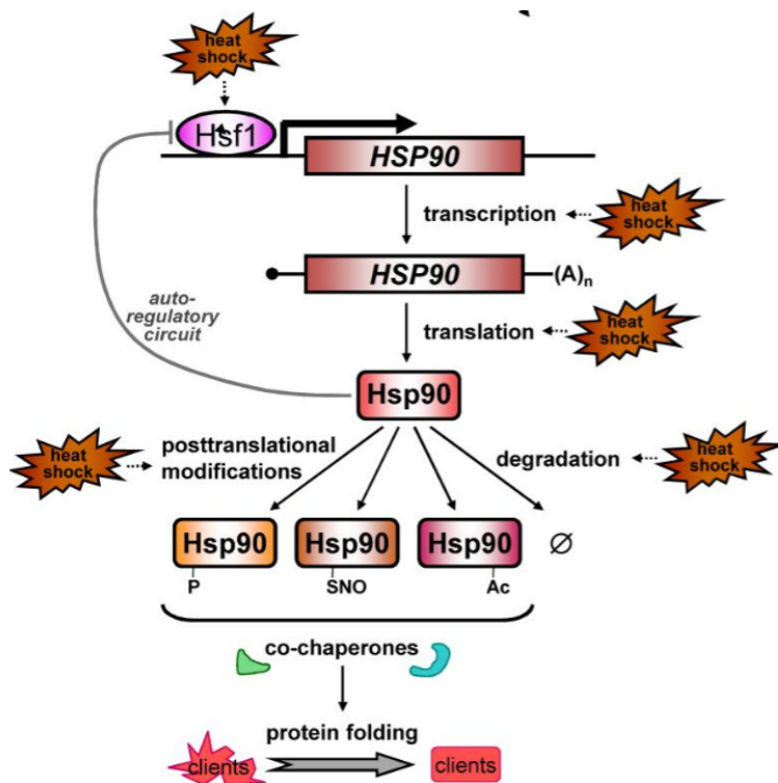 heat
shock
Hsf1
HSP90
transcription
heat
shock
HSP90
(A)n
auto-
regulatory
circuit
translation
heat
shock
Hsp90
heat
shock
posttranslational
modifications
degradation
heat
shock
Hsp90
Hsp90
Hsp90
∅
P
SNO
Ac
co-chaperones
protein folding
clients
clients